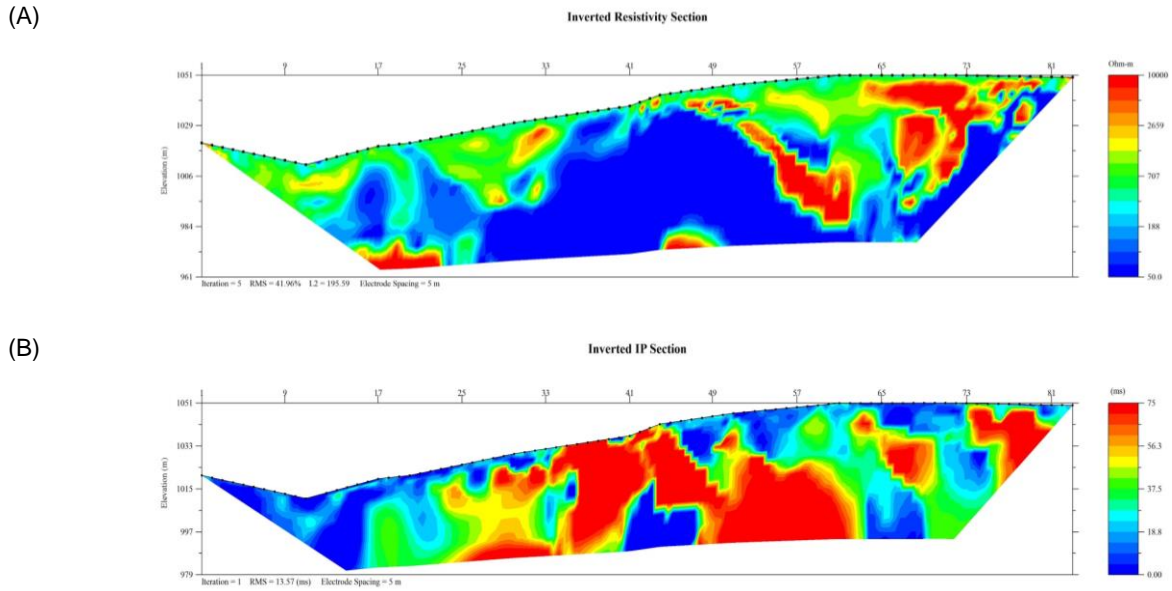 (A)
Inverted Resistivity Section
1 9 17 25 33 41 49 57 65 73 81
Ohm-m
1051
1029
1006
984
961
Elevation (m)
10000
2659
707
188
50.0
Iteration = 5 RMS = 41.96% L2 = 195.59 Electrode Spacing = 5 m
(B)
Inverted IP Section
1 9 17 25 33 41 49 57 65 73 81
(ms)
1051
1033
1015
997
979
Elevation (m)
75
56.3
37.5
18.8
0.00
Iteration = 1 RMS = 13.57 (ms) Electrode Spacing = 5 m